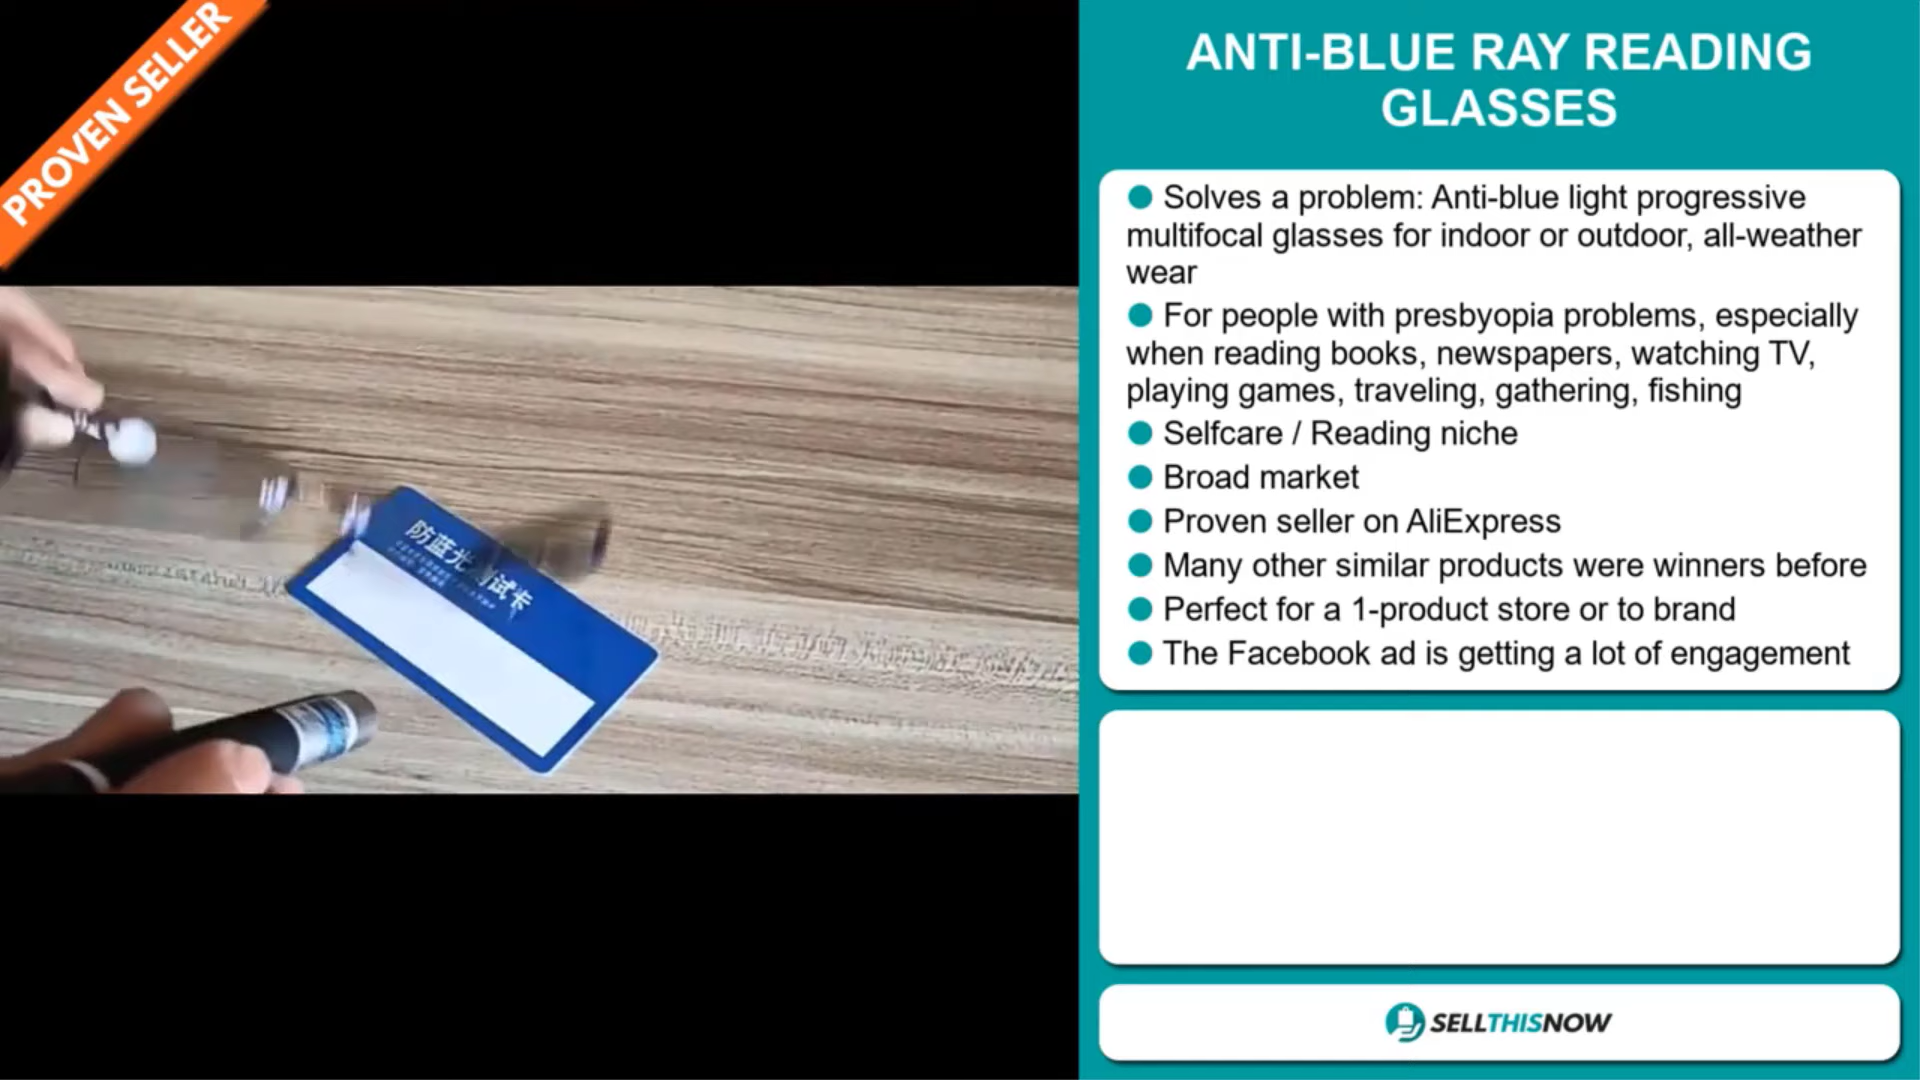 PROVEN SELLER
防蓝光 试卡
ANTI-BLUE RAY READING
GLASSES
● Solves a problem: Anti-blue light progressive
multifocal glasses for indoor or outdoor, all-weather
wear
● For people with presbyopia problems, especially
when reading books, newspapers, watching TV,
playing games, traveling, gathering, fishing
● Selfcare / Reading niche
● Broad market
● Proven seller on AliExpress
● Many other similar products were winners before
● Perfect for a 1-product store or to brand
● The Facebook ad is getting a lot of engagement
SELLTHISNOW